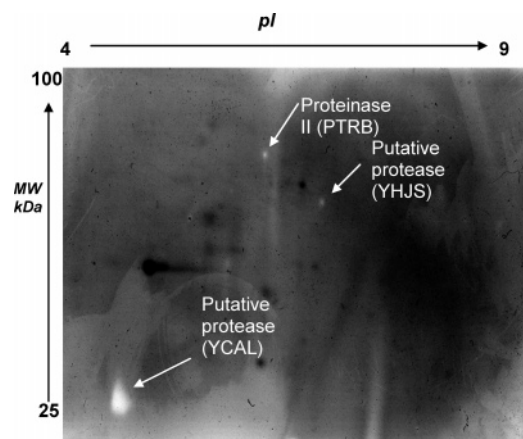 pI
4
9
100
Proteinase
II (PTRB)
Putative
protease
(YHJS)
MW
kDa
Putative
protease
(YCAL)
25